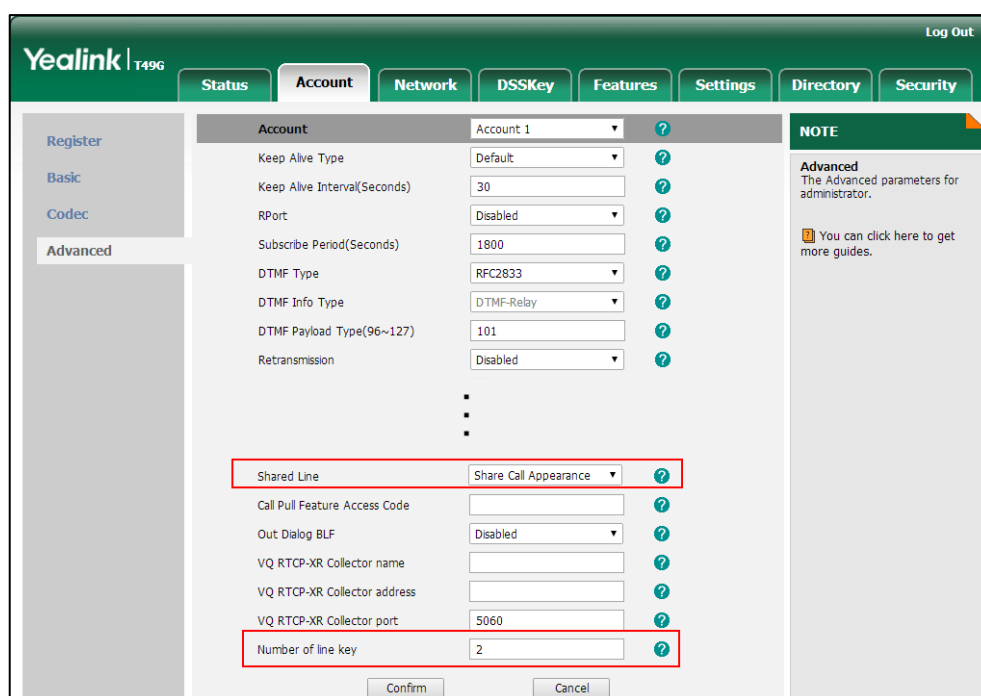 Log Out
Yealink T49G
Status Account Network DSSKey Features Settings Directory Security
Register
Basic
Codec
Advanced
Account Account 1
Keep Alive Type Default
Keep Alive Interval(Seconds) 30
RPort Disabled
Subscribe Period(Seconds) 1800
DTMF Type RFC2833
DTMF Info Type DTMF-Relay
DTMF Payload Type(96~127) 101
Retransmission Disabled
Shared Line Share Call Appearance
Call Pull Feature Access Code
Out Dialog BLF Disabled
VQ RTCP-XR Collector name
VQ RTCP-XR Collector address
VQ RTCP-XR Collector port 5060
Number of line key 2
Confirm Cancel
NOTE
Advanced
The Advanced parameters for
administrator.
You can click here to get
more guides.